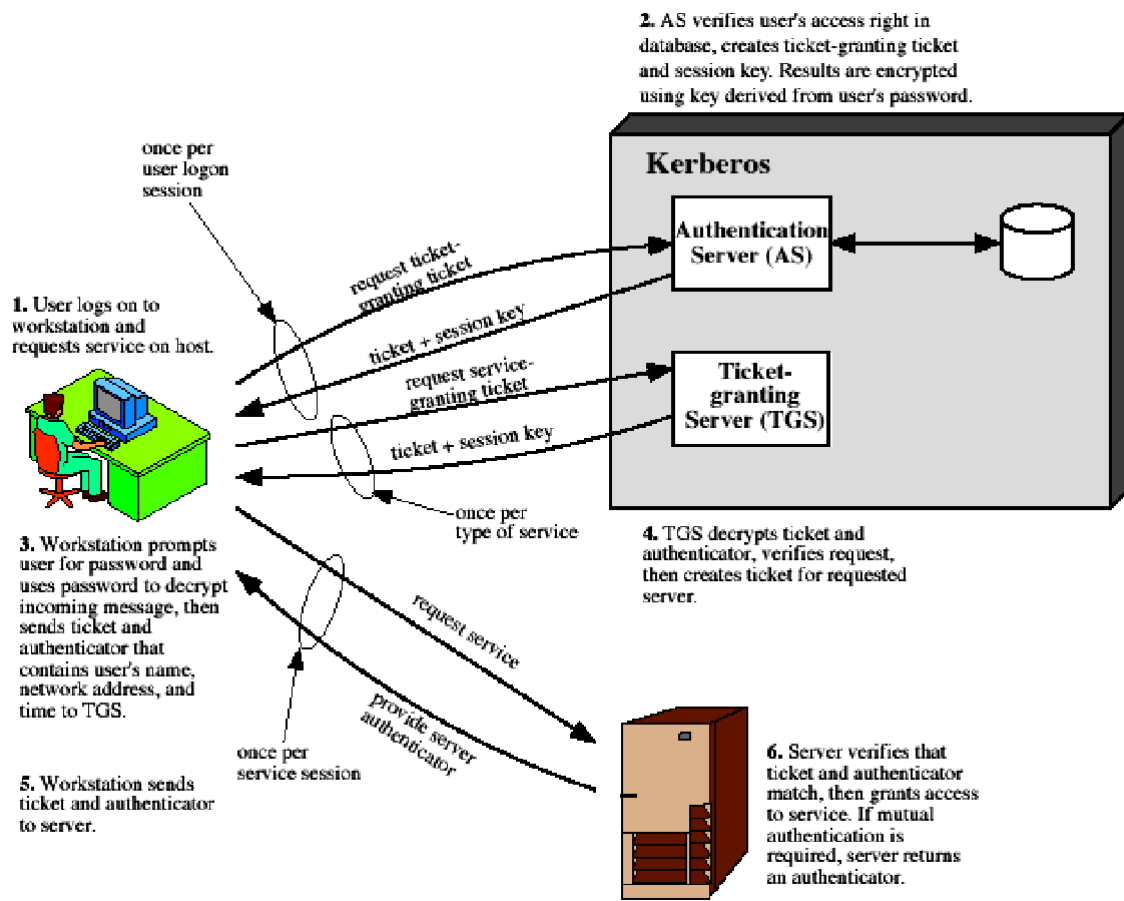 2. AS verifies user's access right in
database, creates ticket-granting ticket
and session key. Results are encrypted
using key derived from user's password.
once per
user logon
session
Kerberos
Authentication
Server (AS)
request ticket-
granting ticket
1. User logs on to
workstation and
requests service on host.
ticket + session key
request service-
granting ticket
Ticket-
granting
Server (TGS)
ticket + session key
once per
type of service
4. TGS decrypts ticket and
authenticator, verifies request,
then creates ticket for requested
server.
3. Workstation prompts
user for password and
uses password to decrypt
incoming message, then
sends ticket and
authenticator that
contains user's name,
network address, and
time to TGS.
request service
provide server
authenticator
once per
service session
5. Workstation sends
ticket and authenticator
to server.
6. Server verifies that
ticket and authenticator
match, then grants access
to service. If mutual
authentication is
required, server returns
an authenticator.